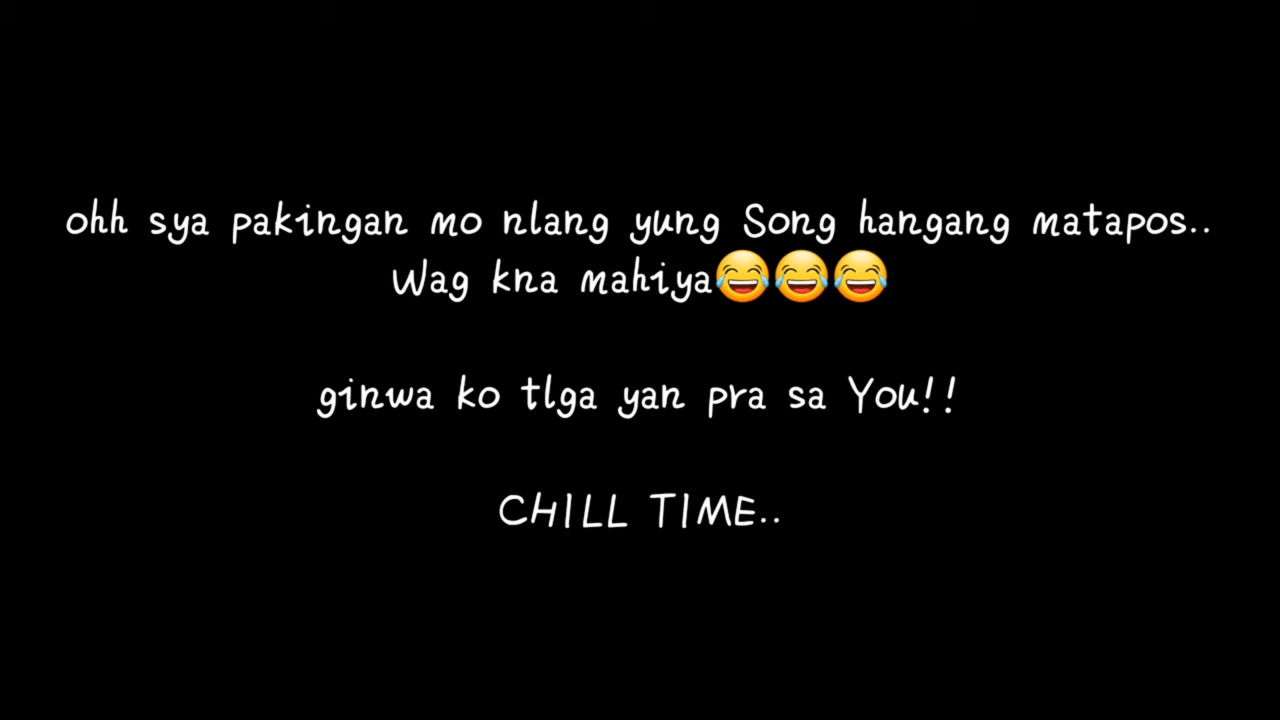 ohh sya pakingan mo nlang yung Song hangang matapos..
Wag kna mahiya😂😂😂
ginwa ko tlga yan pra sa You!!
CHILL TIME..